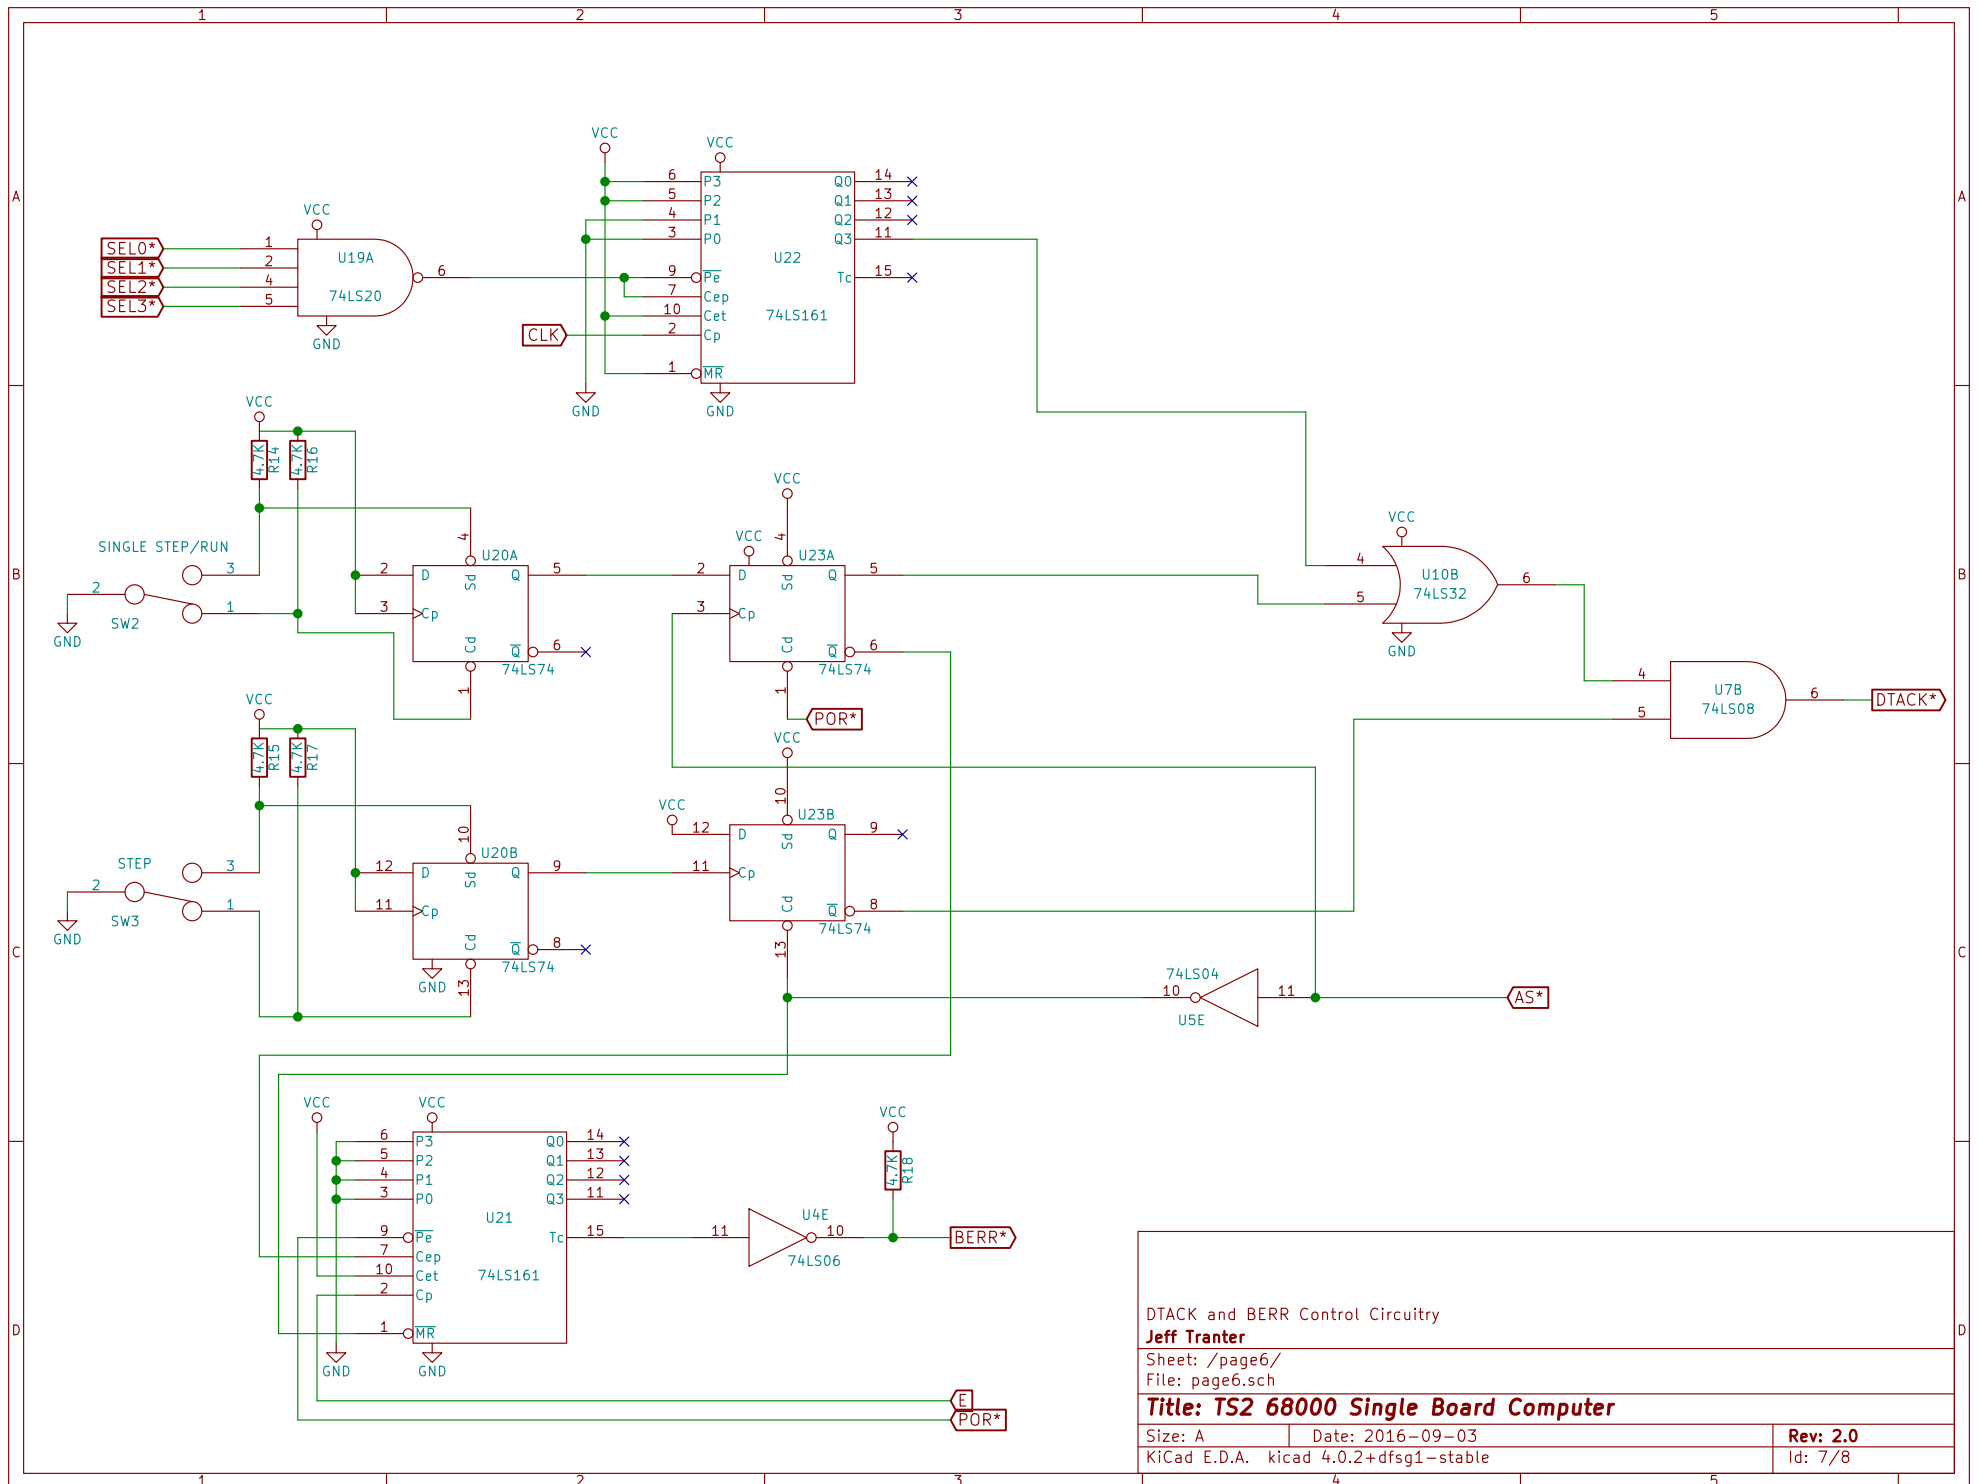 1 2 3 4 5
A A
B B
C C
D D
1 2 3 4 5
VCC
SEL0* 1
SEL1* 2
SEL2* 4
SEL3* 5
U19A
74LS20
6
GND
VCC
VCC
6 P3 Q0 14
5 P2 Q1 13
4 P1 Q2 12
3 P0 Q3 11
U22
9 Pe Tc 15
7 Cep
10 Cet 74LS161
CLK 2 Cp
1 MR
GND
GND
VCC
4.7K R14
4.7K R16
SINGLE STEP/RUN
3
2
1
SW2
GND
4
U20A
2 D Sd Q 5
3 Cp
Cd Q 6
74LS74
1
VCC
VCC
4
U23A
2 D Sd Q 5
3 Cp
Cd Q 6
74LS74
1
POR*
VCC
4
U10B
74LS32
5
6
GND
4
U7B
74LS08
5
6
DTACK*
VCC
4.7K R15
4.7K R17
STEP
3
2
1
SW3
GND
10
U20B
12 D Sd Q 9
11 Cp
Cd Q 8
74LS74
GND
13
VCC
VCC
10
U23B
12 D Sd Q 9
11 Cp
Cd Q 8
74LS74
13
74LS04
10 11
U5E
AS*
VCC
VCC
6 P3 Q0 14
5 P2 Q1 13
4 P1 Q2 12
3 P0 Q3 11
U21
9 Pe Tc 15
7 Cep
10 Cet 74LS161
2 Cp
1 MR
GND
GND
VCC
4.7K R18
U4E
11 10
74LS06
BERR*
E
POR*
DTACK and BERR Control Circuitry
Jeff Tranter
Sheet: /page6/
File: page6.sch
Title: TS2 68000 Single Board Computer
Size: A Date: 2016-09-03 Rev: 2.0
KiCad E.D.A. kicad 4.0.2+dfsg1-stable Id: 7/8